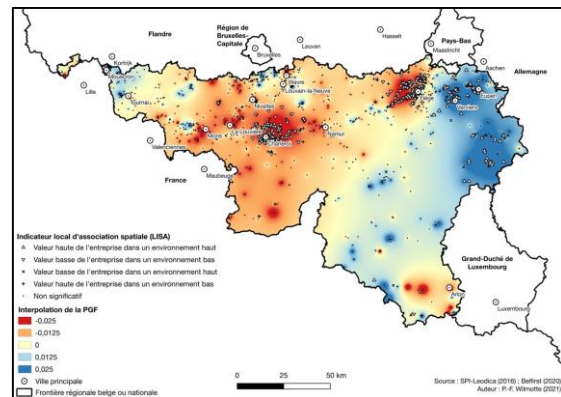 Flandre
Région de
Bruxelles-
Capitale
Bruxelles
Leuven
Hasselt
Pays-Bas
Maastricht
Aachen
Allemagne
Kortrijk
Mouscron
Lille
Tournai
Wavre
Louvain-la-Neuve
Nivelles
Liège
Verviers
Eupen
Mons
La Louvière
Charleroi
Namur
Valenciennes
Maubeuge
France
Grand-Duché de
Luxembourg
Arlon
Luxembourg
Indicateur local d'association spatiale (LISA)
Valeur haute de l'entreprise dans un environnement haut
Valeur basse de l'entreprise dans un environnement bas
Valeur basse de l'entreprise dans un environnement haut
Valeur haute de l'entreprise dans un environnement bas
Non significatif
Interpolation de la PGF
-0,025
-0,0125
0
0,0125
0,025
Ville principale
Frontière régionale belge ou nationale
0 25 50 km
Source : SPI-Leodica (2016) ; Belfirst (2020)
Auteur : P.-F. Wilmotte (2021)